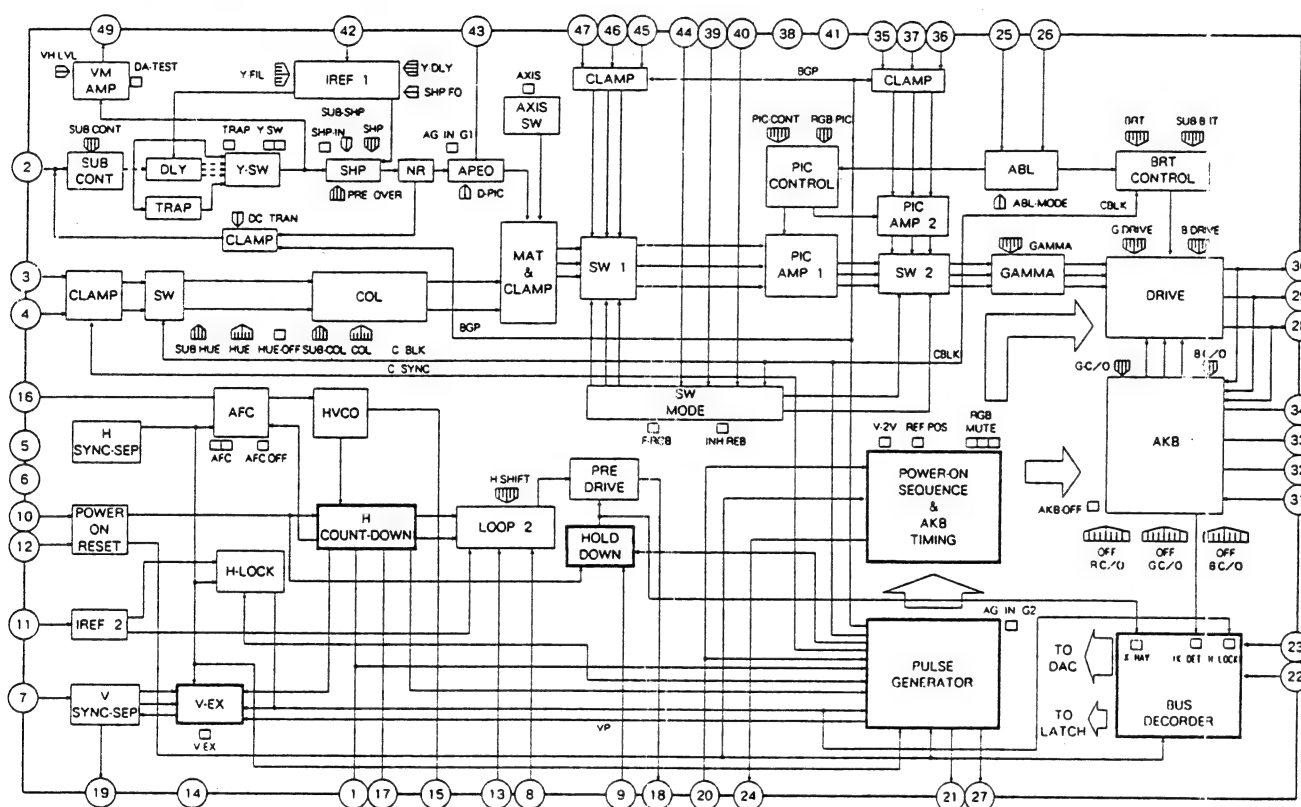 49 42 43 47 46 45 44 39 40 38 41 35 37 36 25 26
VH LVL
VM AMP
DA-TEST
Y-FIL
IREF 1
Y-DLY
SHP FO
SUB-SHP
AXIS
AXIS SW
CLAMP
BGP
CLAMP
SUB CONT
TRAP Y SW
SHP-IN
SHP
AG IN G1
PIC CONT
RGB PIC
BRT
2
SUB CONT
DLY
Y-SW
SHP
NR
APEO
PIC CONTROL
ABL
BRT CONTROL
PRE OVER
D-PIC
ABL-MODE
TRAP
DC TRAN
CLAMP
PIC AMP 2
CBLK
G DRIVE
B DRIVE
3
4
CLAMP
SW
COL
MAT & CLAMP
SW 1
PIC AMP 1
SW 2
GAMMA
GAMMA
DRIVE
30
29
28
BGP
SUB HUE
HUE
HUE-OFF
SUB-COL
COL
C BLK
CBLK
C SYNC
G-C/O
B C/O
16
AFC
HVCO
SW MODE
34
AFC
AFC OFF
INH REB
V-2V
REF POS
RGB MUTE
5
H SYNC-SEP
AKB
33
6
H SHIFT
PRE DRIVE
POWER-ON SEQUENCE & AKB TIMING
32
10
12
POWER ON RESET
H COUNT-DOWN
LOOP 2
HOLD DOWN
AKB-OFF
31
H-LOCK
OFF R C/O
OFF G C/O
OFF B C/O
11
IREF 2
AG IN G2
PULSE GENERATOR
TO DAC
IK DET
H LOCK
23
22
7
V SYNC-SEP
V-EX
VP
TO LATCH
BUS DECORDER
V EX
19 14 1 17 15 13 8 9 18 20 24 21 27